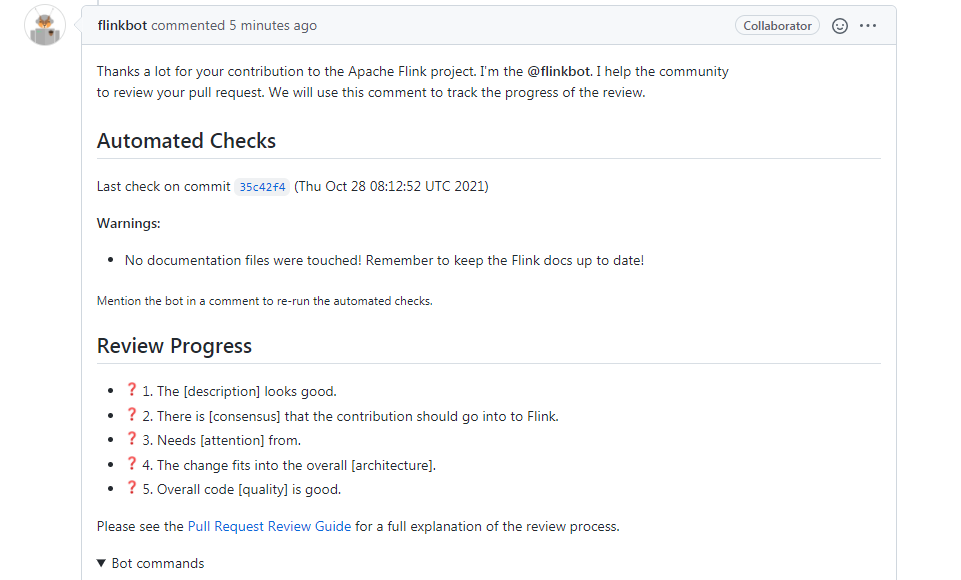 flinkbot commented 5 minutes ago
Collaborator
Thanks a lot for your contribution to the Apache Flink project. I'm the @flinkbot. I help the community
to review your pull request. We will use this comment to track the progress of the review.
Automated Checks
Last check on commit 35c42f4 (Thu Oct 28 08:12:52 UTC 2021)
Warnings:
• No documentation files were touched! Remember to keep the Flink docs up to date!
Mention the bot in a comment to re-run the automated checks.
Review Progress
• ❓ 1. The [description] looks good.
• ❓ 2. There is [consensus] that the contribution should go into to Flink.
• ❓ 3. Needs [attention] from.
• ❓ 4. The change fits into the overall [architecture].
• ❓ 5. Overall code [quality] is good.
Please see the Pull Request Review Guide for a full explanation of the review process.
▼ Bot commands